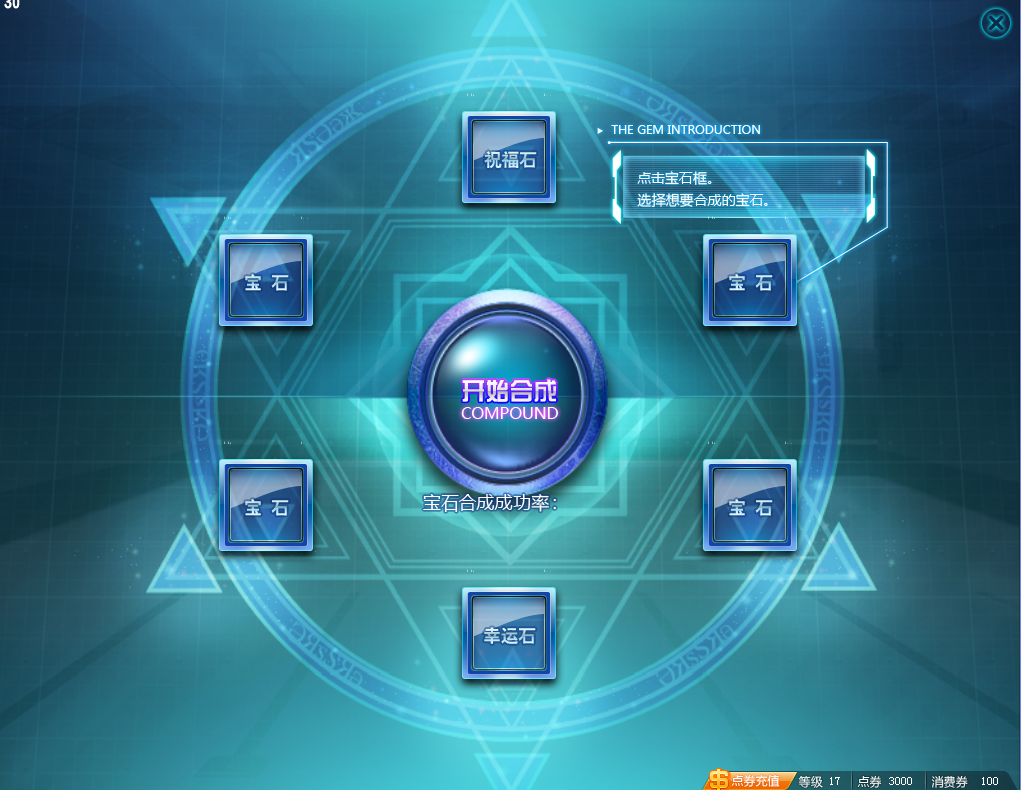 30
祝福石
THE GEM INTRODUCTION
点击宝石框。
选择想要合成的宝石。
宝 石
宝 石
开始合成
COMPOUND
宝石合成成功率:
宝 石
宝 石
幸运石
点券充值 等级 17 点券 3000 消费券 100